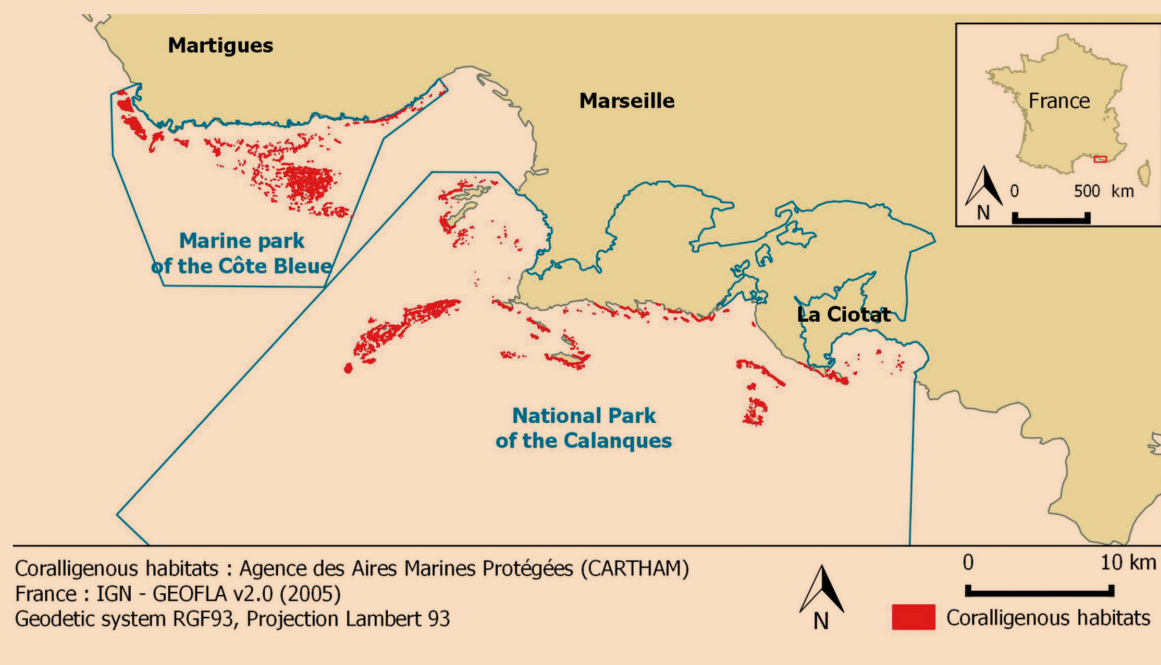 Martigues
Marseille
France
0 500 km
N
Marine park
of the Côte Bleue
La Ciotat
National Park
of the Calanques
Coralligenous habitats : Agence des Aires Marines Protégées (CARTHAM)
France : IGN - GEOFLA v2.0 (2005)
Geodetic system RGF93, Projection Lambert 93
N
0 10 km
Coralligenous habitats